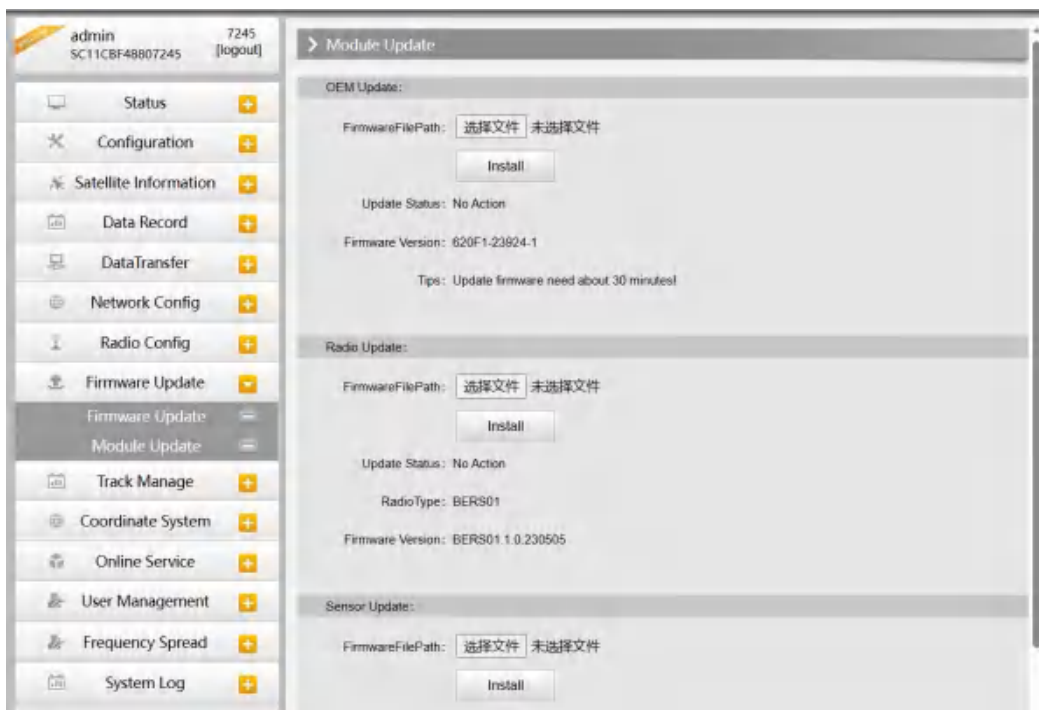 admin 7245
SC11CBF48807245 [logout]
Status
Configuration
Satellite Information
Data Record
DataTransfer
Network Config
Radio Config
Firmware Update
Firmware Update
Module Update
Track Manage
Coordinate System
Online Service
User Management
Frequency Spread
System Log
Module Update
OEM Update:
FirmwareFilePath: 选择文件 未选择文件
Install
Update Status: No Action
Firmware Version: 620F1-23924-1
Tips: Update firmware need about 30 minutes!
Radio Update:
FirmwareFilePath: 选择文件 未选择文件
Install
Update Status: No Action
RadioType: BERS01
Firmware Version: BERS01.1.0.230505
Sensor Update:
FirmwareFilePath: 选择文件 未选择文件
Install